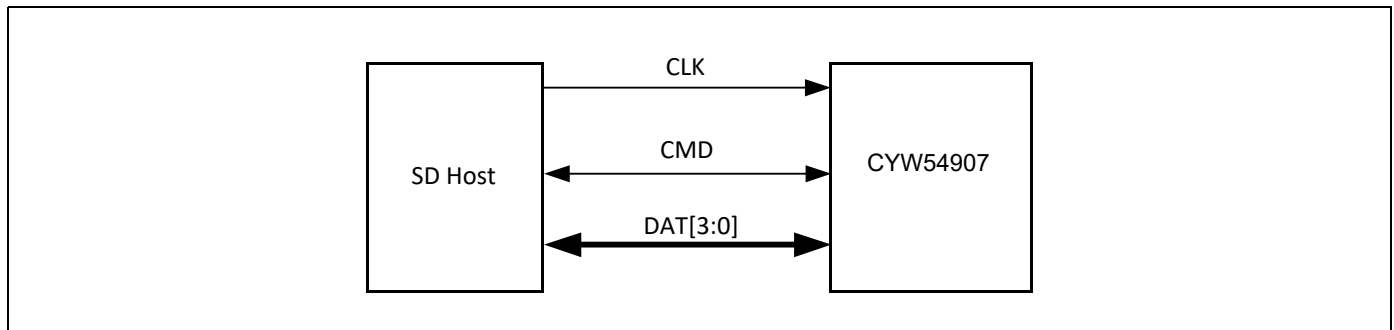 CLK
CMD
SD Host
CYW54907
DAT[3:0]